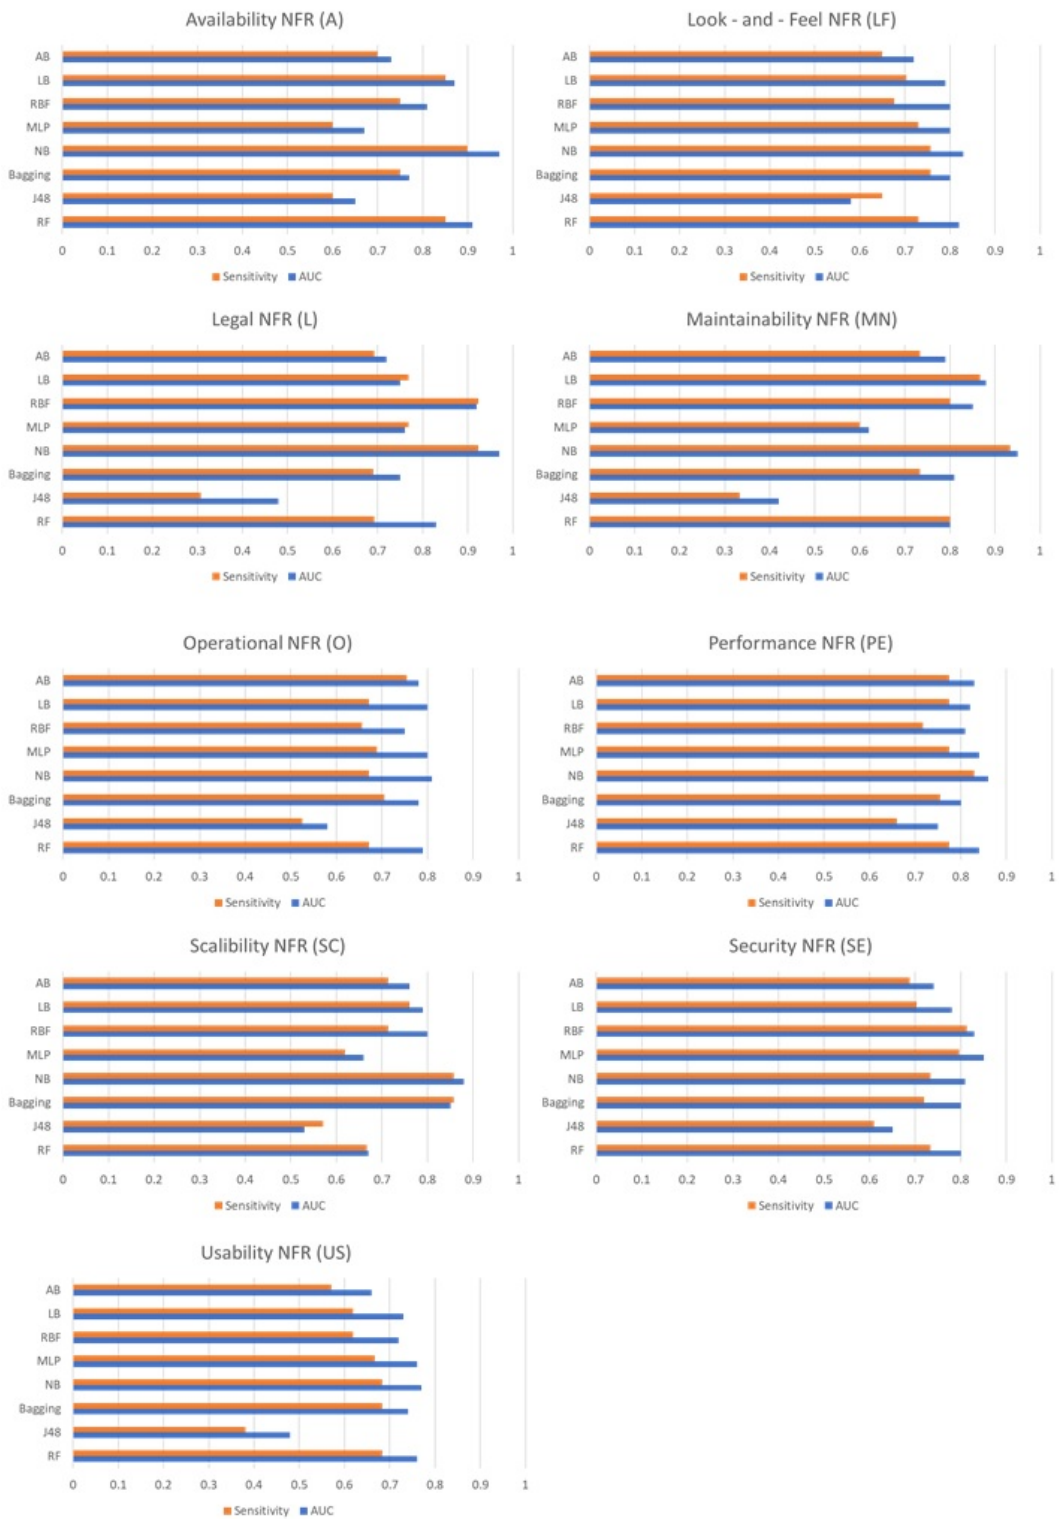 Availability NFR (A)
AB
LB
RBF
MLP
NB
Bagging
J48
RF
0 0.1 0.2 0.3 0.4 0.5 0.6 0.7 0.8 0.9 1
Sensitivity AUC
Look - and - Feel NFR (LF)
AB
LB
RBF
MLP
NB
Bagging
J48
RF
0 0.1 0.2 0.3 0.4 0.5 0.6 0.7 0.8 0.9 1
Sensitivity AUC
Legal NFR (L)
AB
LB
RBF
MLP
NB
Bagging
J48
RF
0 0.1 0.2 0.3 0.4 0.5 0.6 0.7 0.8 0.9 1
Sensitivity AUC
Maintainability NFR (MN)
AB
LB
RBF
MLP
NB
Bagging
J48
RF
0 0.1 0.2 0.3 0.4 0.5 0.6 0.7 0.8 0.9 1
Sensitivity AUC
Operational NFR (O)
AB
LB
RBF
MLP
NB
Bagging
J48
RF
0 0.1 0.2 0.3 0.4 0.5 0.6 0.7 0.8 0.9 1
Sensitivity AUC
Performance NFR (PE)
AB
LB
RBF
MLP
NB
Bagging
J48
RF
0 0.1 0.2 0.3 0.4 0.5 0.6 0.7 0.8 0.9 1
Sensitivity AUC
Scalibility NFR (SC)
AB
LB
RBF
MLP
NB
Bagging
J48
RF
0 0.1 0.2 0.3 0.4 0.5 0.6 0.7 0.8 0.9 1
Sensitivity AUC
Security NFR (SE)
AB
LB
RBF
MLP
NB
Bagging
J48
RF
0 0.1 0.2 0.3 0.4 0.5 0.6 0.7 0.8 0.9 1
Sensitivity AUC
Usability NFR (US)
AB
LB
RBF
MLP
NB
Bagging
J48
RF
0 0.1 0.2 0.3 0.4 0.5 0.6 0.7 0.8 0.9 1
Sensitivity AUC